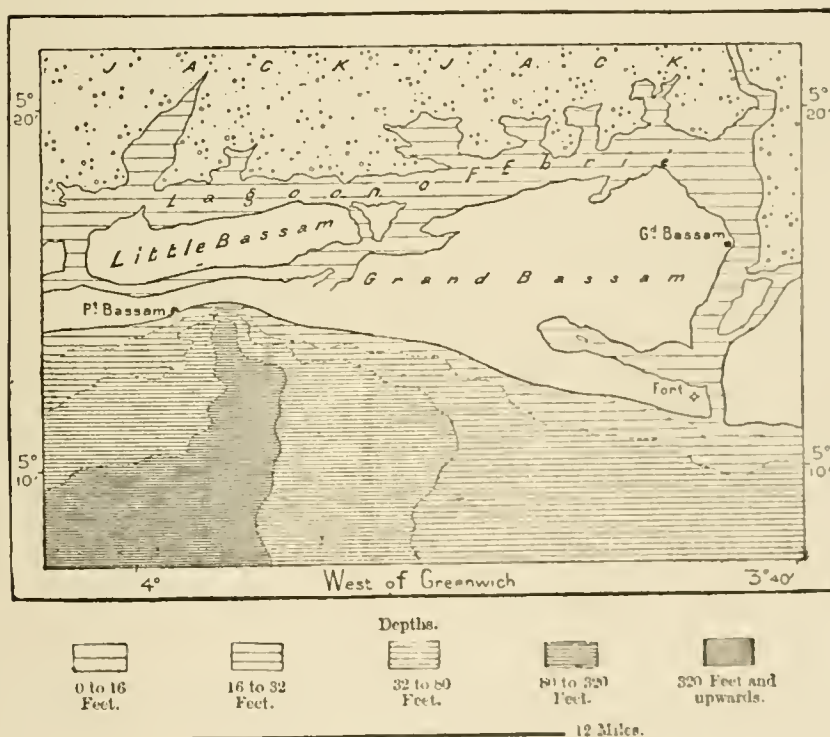 JACK-JACK
5° 20′
5° 20′
Lagoon of Ebrié
Little Bassam
Gd. Bassam
Grand Bassam
Pt. Bassam
Fort
5° 10′
5° 10′
4°
West of Greenwich
3°40′
Depths.
0 to 16 Feet.
16 to 32 Feet.
32 to 80 Feet.
80 to 320 Feet.
320 Feet and upwards.
12 Miles.